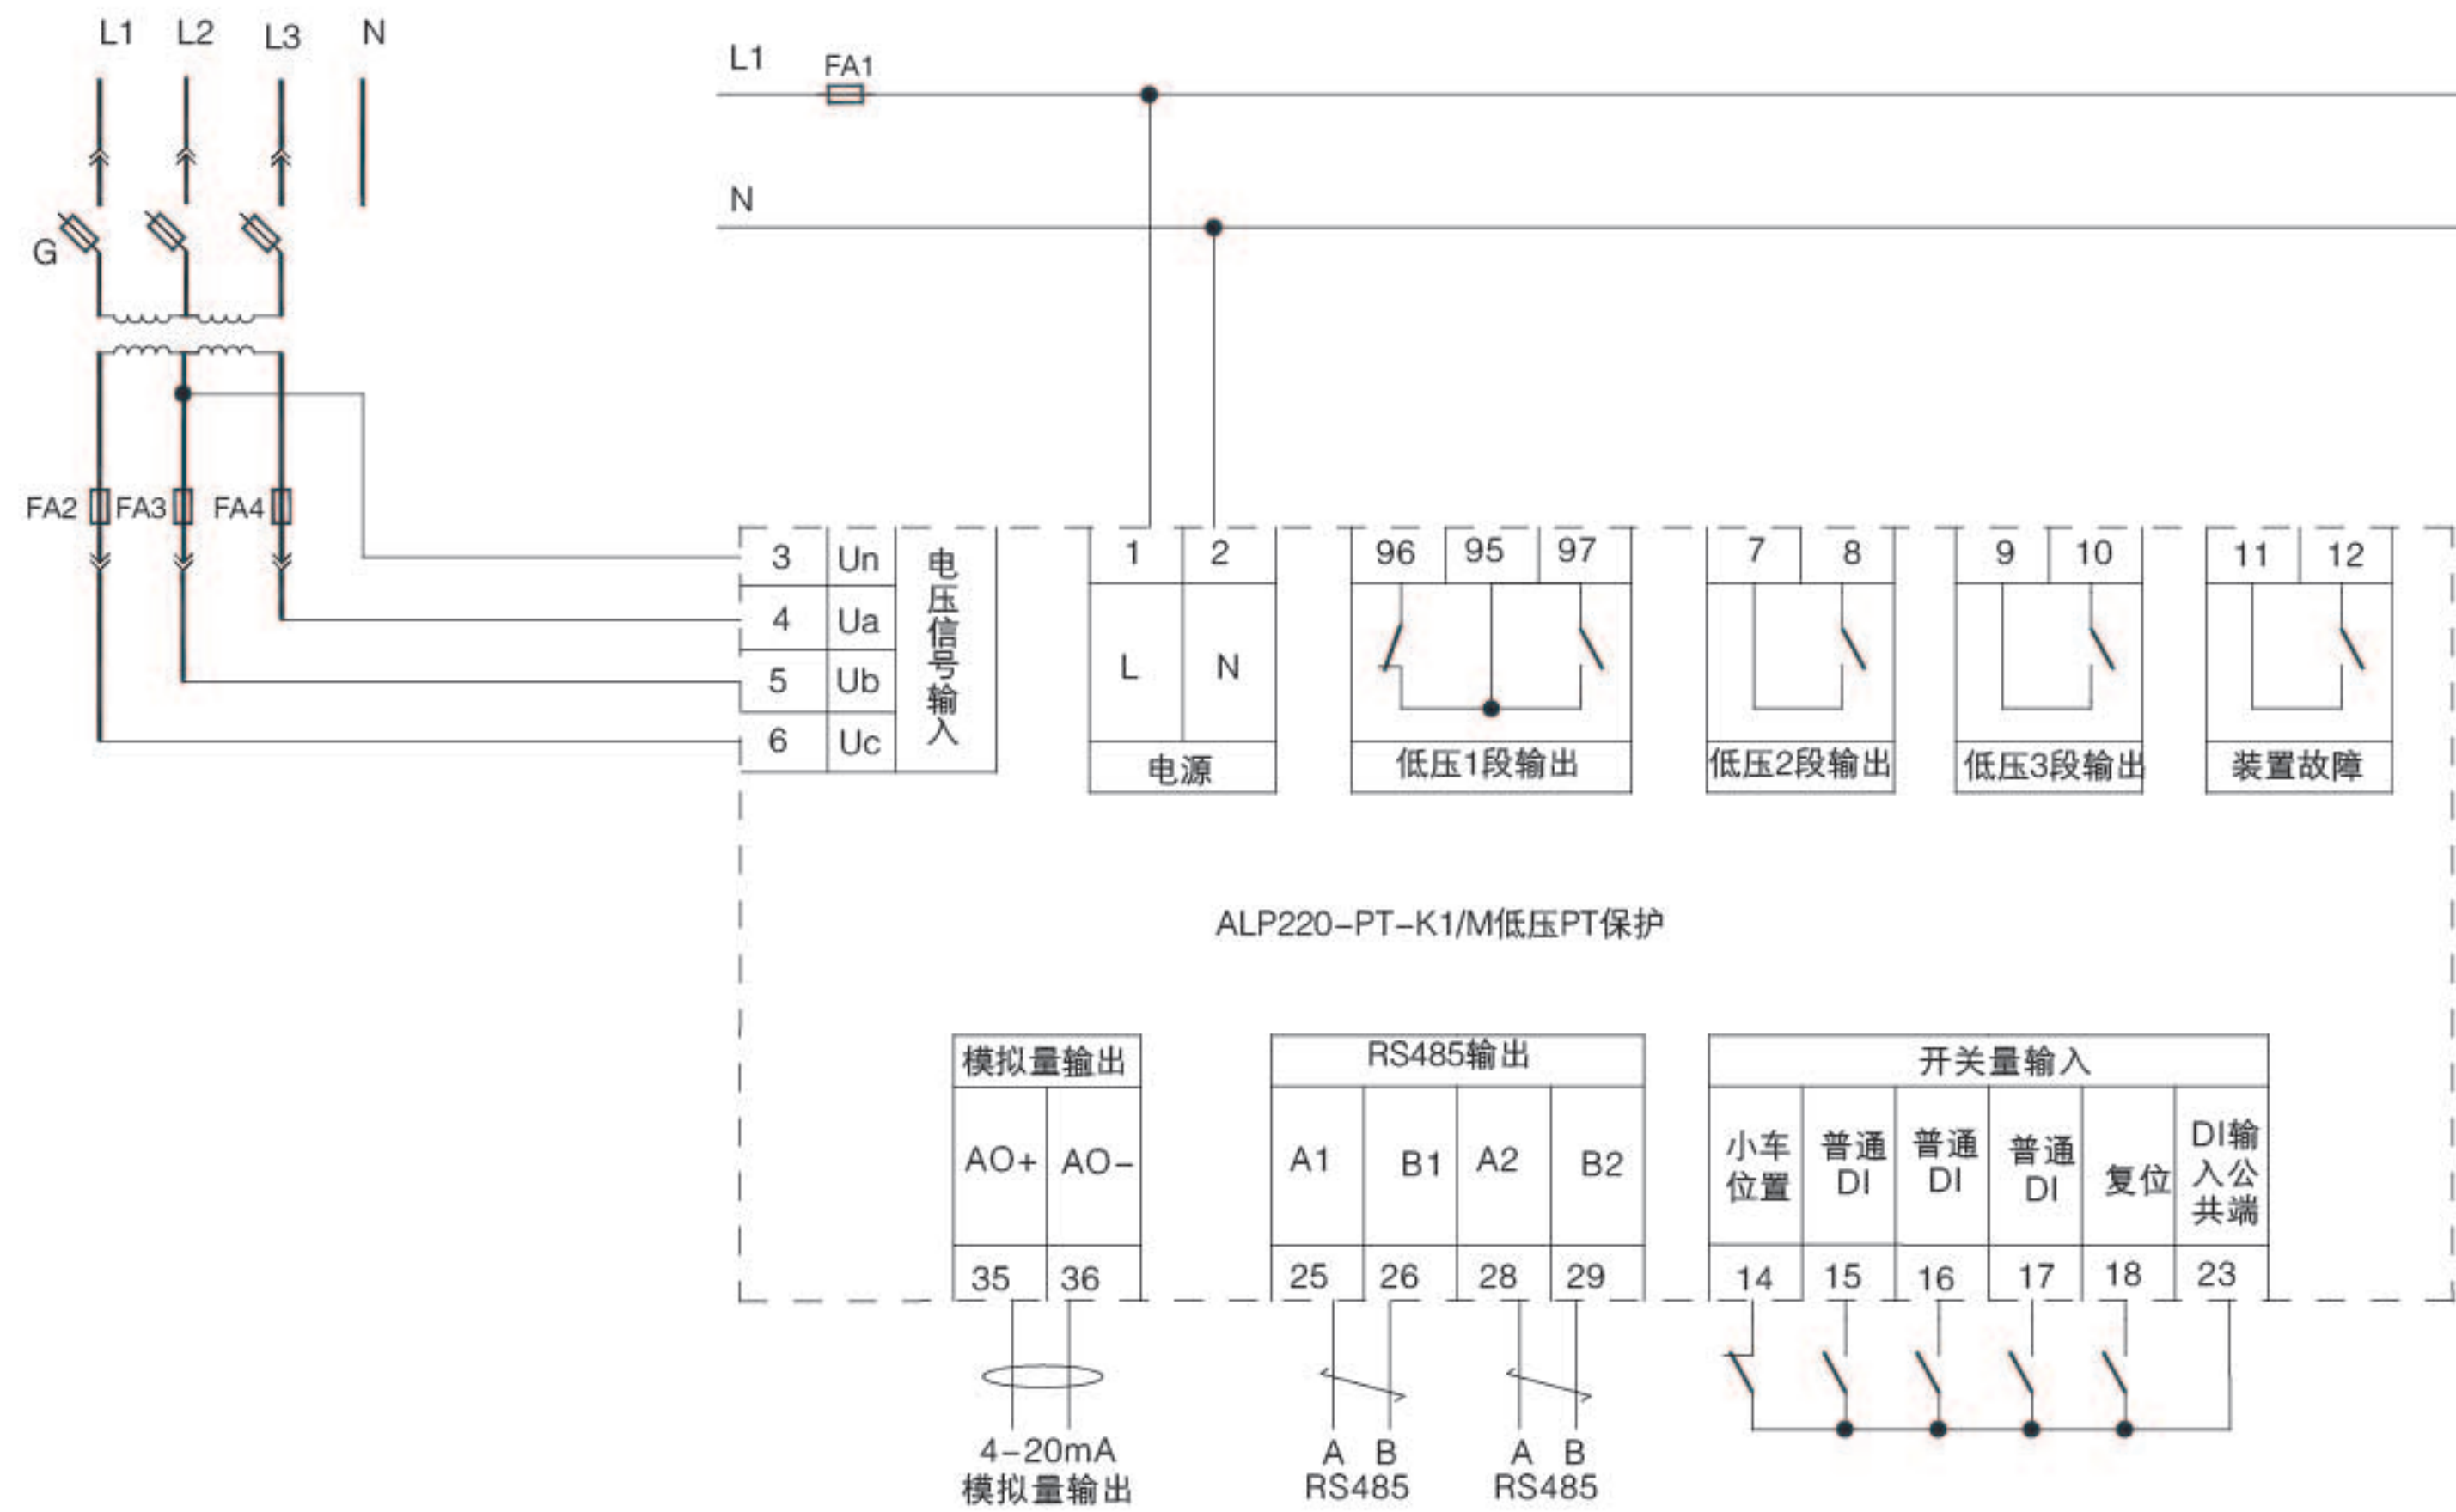 L1 L2 L3 N
L1 FA1
N
G
FA2 FA3 FA4
3 Un
4 Ua
5 Ub
6 Uc
电压信号输入
1 2
L N
电源
96 95 97
低压1段输出
7 8
低压2段输出
9 10
低压3段输出
11 12
装置故障
ALP220-PT-K1/M低压PT保护
模拟量输出
AO+ AO-
35 36
4-20mA
模拟量输出
RS485输出
A1 B1 A2 B2
25 26 28 29
A B
RS485
A B
RS485
开关量输入
小车
位置
普通
DI
普通
DI
普通
DI
复位
DI输
入公
共端
14 15 16 17 18 23